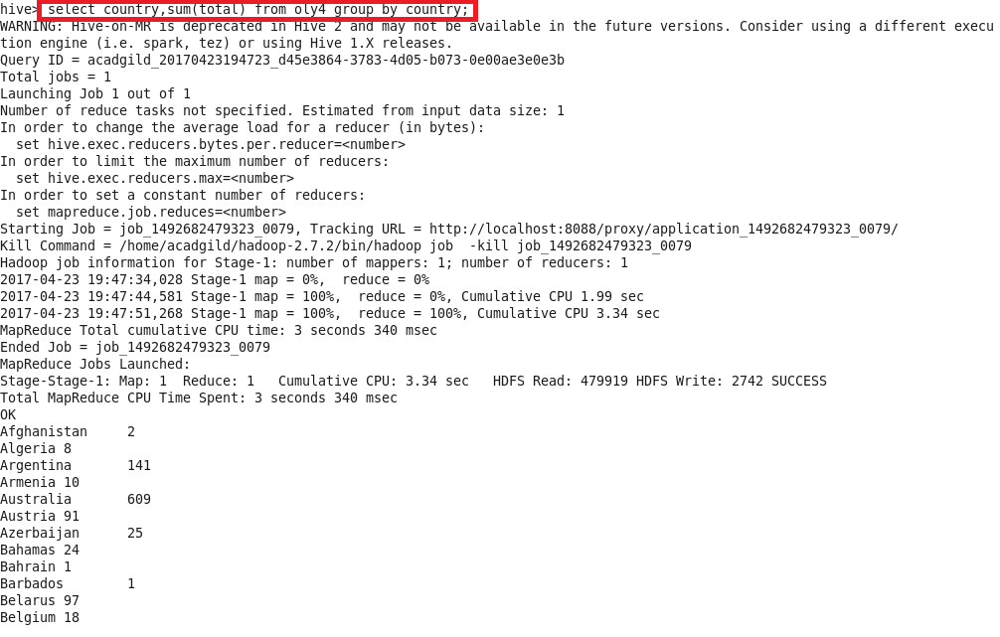 hive> select country,sum(total) from oly4 group by country;
WARNING: Hive-on-MR is deprecated in Hive 2 and may not be available in the future versions. Consider using a different execu
tion engine (i.e. spark, tez) or using Hive 1.X releases.
Query ID = acadgild_20170423194723_d45e3864-3783-4d05-b073-0e00ae3e0e3b
Total jobs = 1
Launching Job 1 out of 1
Number of reduce tasks not specified. Estimated from input data size: 1
In order to change the average load for a reducer (in bytes):
  set hive.exec.reducers.bytes.per.reducer=<number>
In order to limit the maximum number of reducers:
  set hive.exec.reducers.max=<number>
In order to set a constant number of reducers:
  set mapreduce.job.reduces=<number>
Starting Job = job_1492682479323_0079, Tracking URL = http://localhost:8088/proxy/application_1492682479323_0079/
Kill Command = /home/acadgild/hadoop-2.7.2/bin/hadoop job  -kill job_1492682479323_0079
Hadoop job information for Stage-1: number of mappers: 1; number of reducers: 1
2017-04-23 19:47:34,028 Stage-1 map = 0%,  reduce = 0%
2017-04-23 19:47:44,581 Stage-1 map = 100%,  reduce = 0%, Cumulative CPU 1.99 sec
2017-04-23 19:47:51,268 Stage-1 map = 100%,  reduce = 100%, Cumulative CPU 3.34 sec
MapReduce Total cumulative CPU time: 3 seconds 340 msec
Ended Job = job_1492682479323_0079
MapReduce Jobs Launched:
Stage-Stage-1: Map: 1  Reduce: 1   Cumulative CPU: 3.34 sec   HDFS Read: 479919 HDFS Write: 2742 SUCCESS
Total MapReduce CPU Time Spent: 3 seconds 340 msec
OK
Afghanistan     2
Algeria 8
Argentina       141
Armenia 10
Australia       609
Austria 91
Azerbaijan      25
Bahamas 24
Bahrain 1
Barbados        1
Belarus 97
Belgium 18